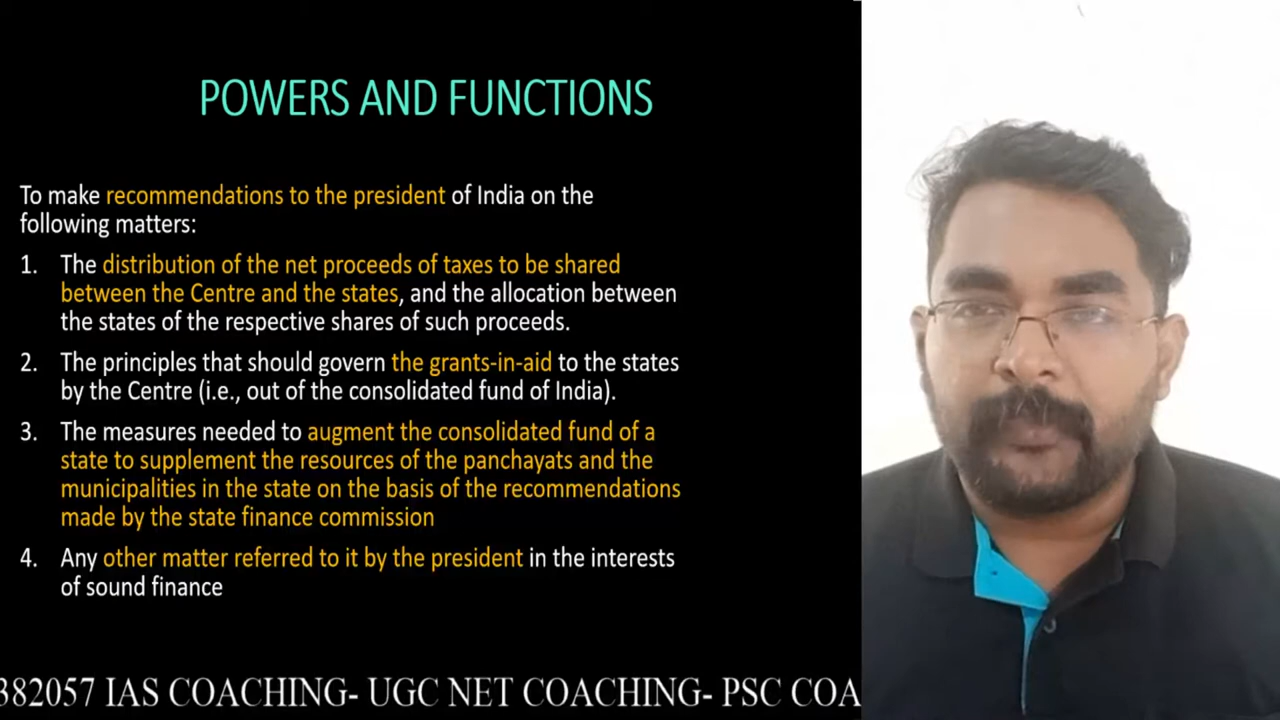 POWERS AND FUNCTIONS
To make recommendations to the president of India on the
following matters:
1. The distribution of the net proceeds of taxes to be shared
between the Centre and the states, and the allocation between
the states of the respective shares of such proceeds.
2. The principles that should govern the grants-in-aid to the states
by the Centre (i.e., out of the consolidated fund of India).
3. The measures needed to augment the consolidated fund of a
state to supplement the resources of the panchayats and the
municipalities in the state on the basis of the recommendations
made by the state finance commission
4. Any other matter referred to it by the president in the interests
of sound finance
382057 IAS COACHING- UGC NET COACHING- PSC COA